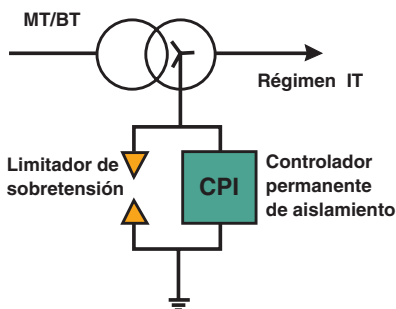 MT/BT
Régimen IT
Limitador de
sobretensión
CPI
Controlador
permanente
de aislamiento